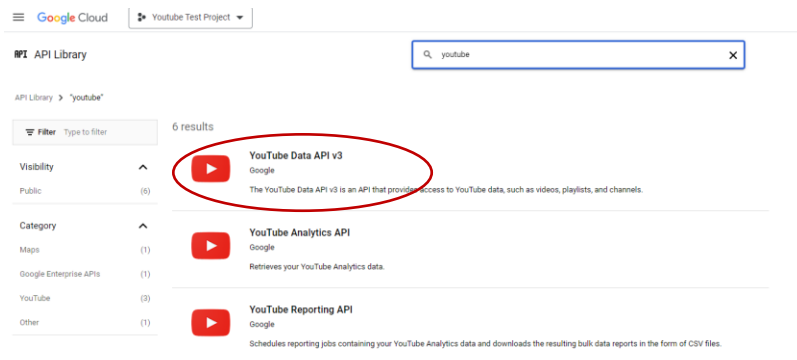 Google Cloud
Youtube Test Project
API API Library
youtube
API Library > "youtube"
Filter Type to filter
6 results
Visibility
Public (6)
Category
Maps (1)
Google Enterprise APIs (1)
YouTube (3)
Other (1)
YouTube Data API v3
Google
The YouTube Data API v3 is an API that provides access to YouTube data, such as videos, playlists, and channels.
YouTube Analytics API
Google
Retrieves your YouTube Analytics data.
YouTube Reporting API
Google
Schedules reporting jobs containing your YouTube Analytics data and downloads the resulting bulk data reports in the form of CSV files.